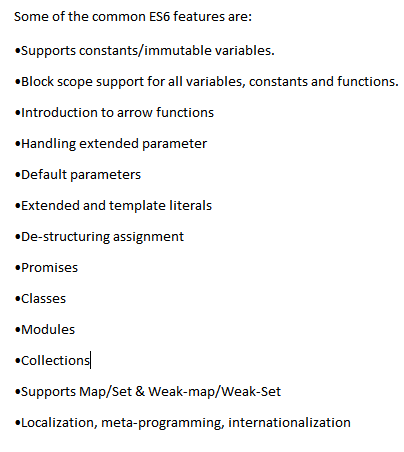 Some of the common ES6 features are:
•Supports constants/immutable variables.
•Block scope support for all variables, constants and functions.
•Introduction to arrow functions
•Handling extended parameter
•Default parameters
•Extended and template literals
•De-structuring assignment
•Promises
•Classes
•Modules
•Collections
•Supports Map/Set & Weak-map/Weak-Set
•Localization, meta-programming, internationalization